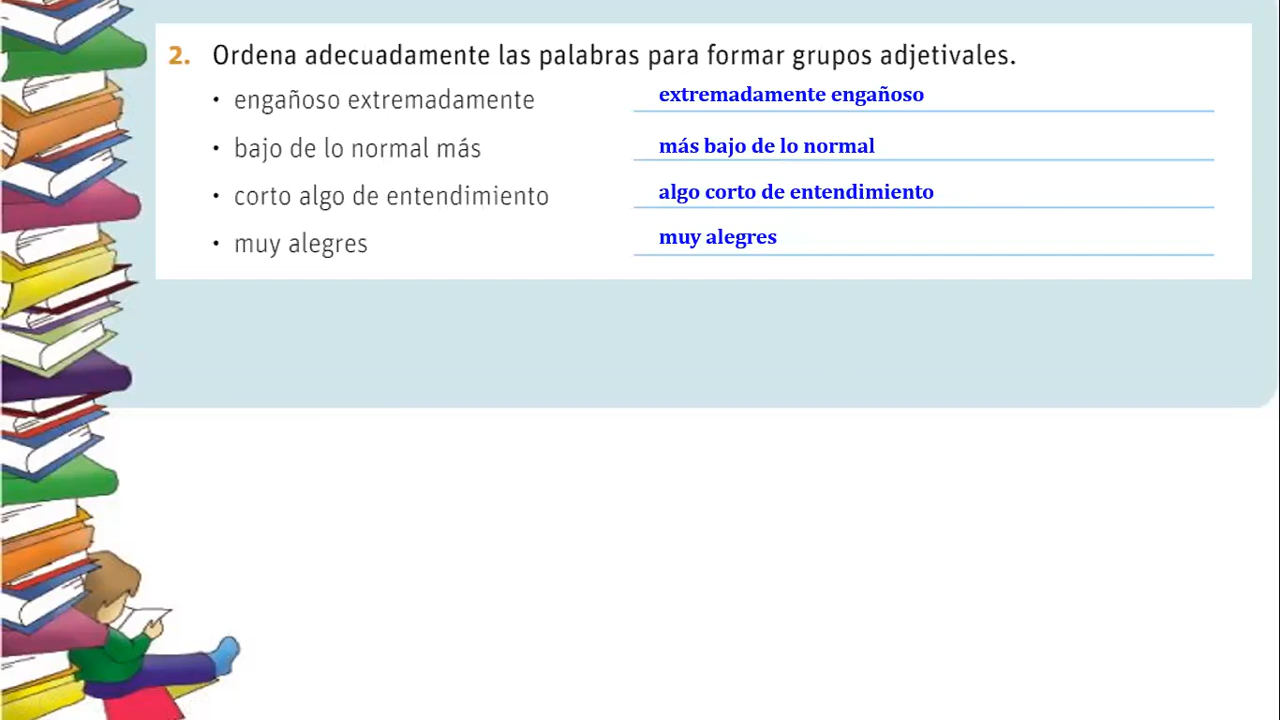 2. Ordena adecuadamente las palabras para formar grupos adjetivales.
• engañoso extremadamente extremadamente engañoso
• bajo de lo normal más más bajo de lo normal
• corto algo de entendimiento algo corto de entendimiento
• muy alegres muy alegres